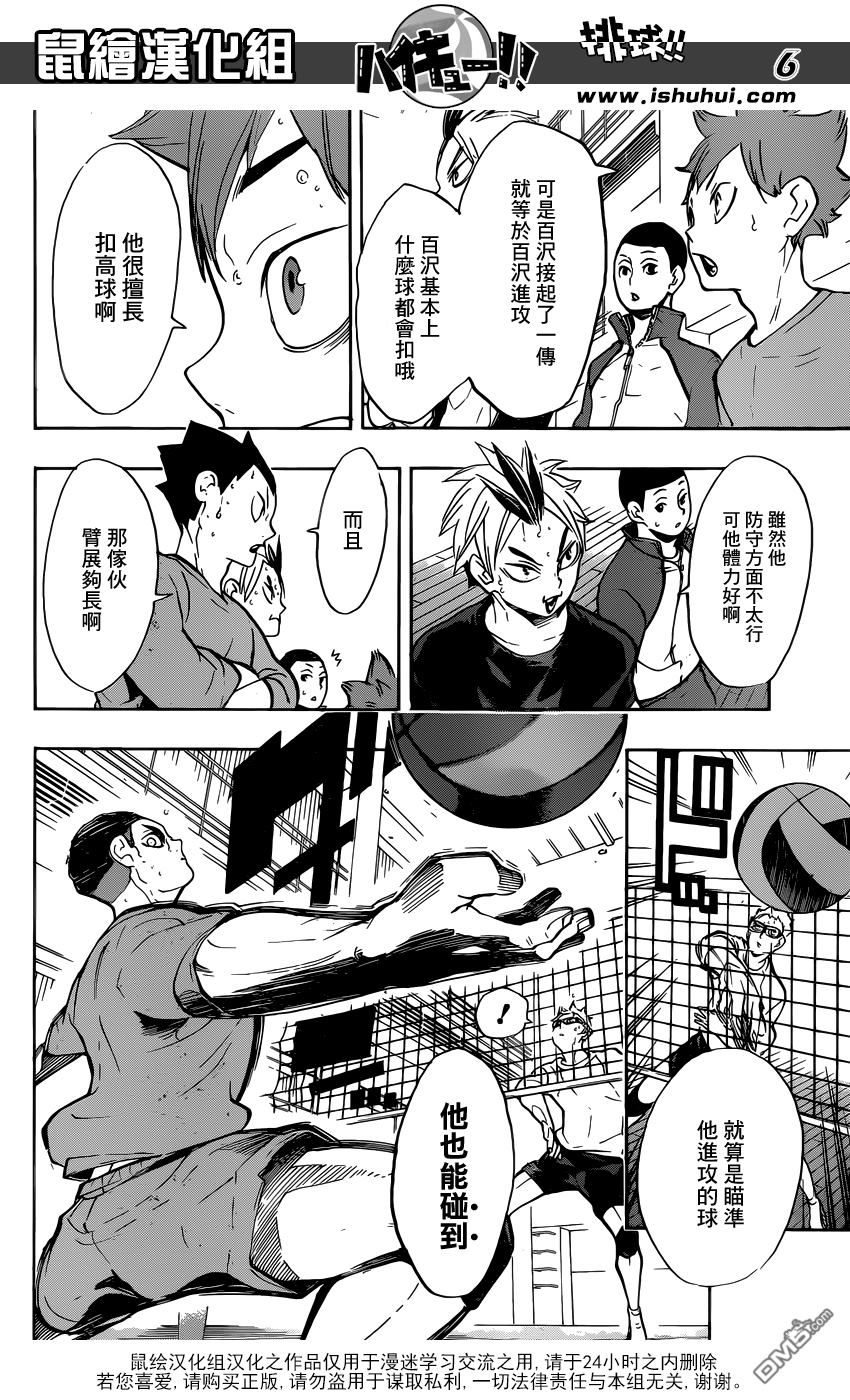 鼠繪漢化組
ハイキュー!!
排球!!
6
www.ishuhui.com
可是百沢接起了一傳
就等於百沢進攻
百沢基本上
什麼球都會扣哦
他很擅長
扣高球啊
雖然他
防守方面不太行
可他體力好啊
而且
那傢伙
臂展夠長啊
就算是瞄準
他進攻的球
!
他也能碰到
鼠绘汉化组汉化之作品仅用于漫迷学习交流之用, 请于24小时之内删除
若您喜爱, 请购买正版, 请勿盗用于谋取私利, 一切法律责任与本组无关, 谢谢。
DM5.com